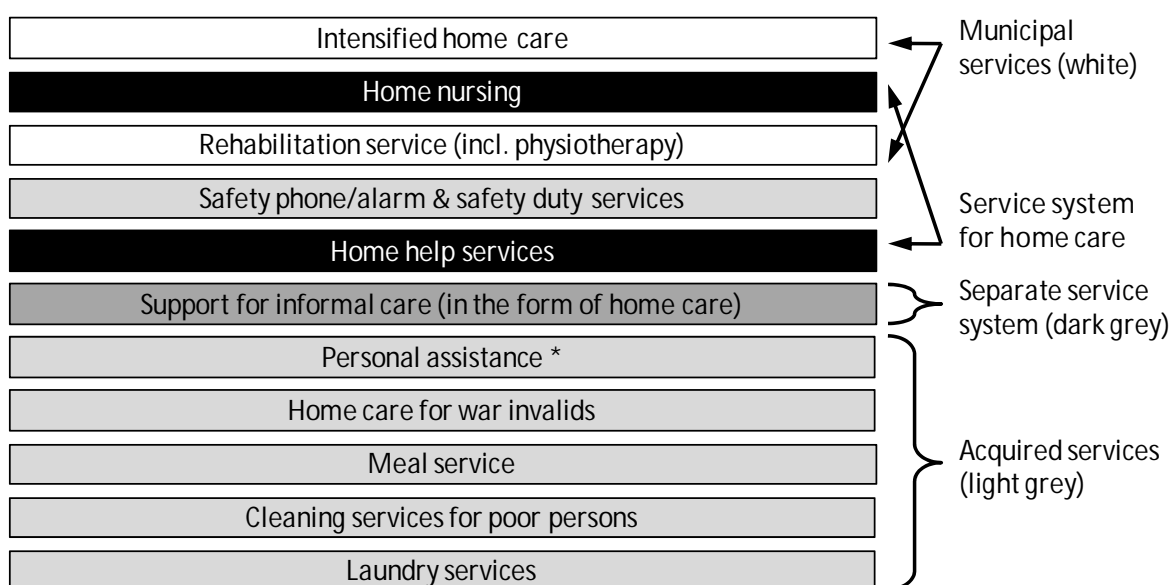 Intensified home care
Home nursing
Rehabilitation service (incl. physiotherapy)
Safety phone/alarm & safety duty services
Home help services
Support for informal care (in the form of home care)
Personal assistance *
Home care for war invalids
Meal service
Cleaning services for poor persons
Laundry services
Municipal
services (white)
Service system
for home care
Separate service
system (dark grey)
Acquired services
(light grey)